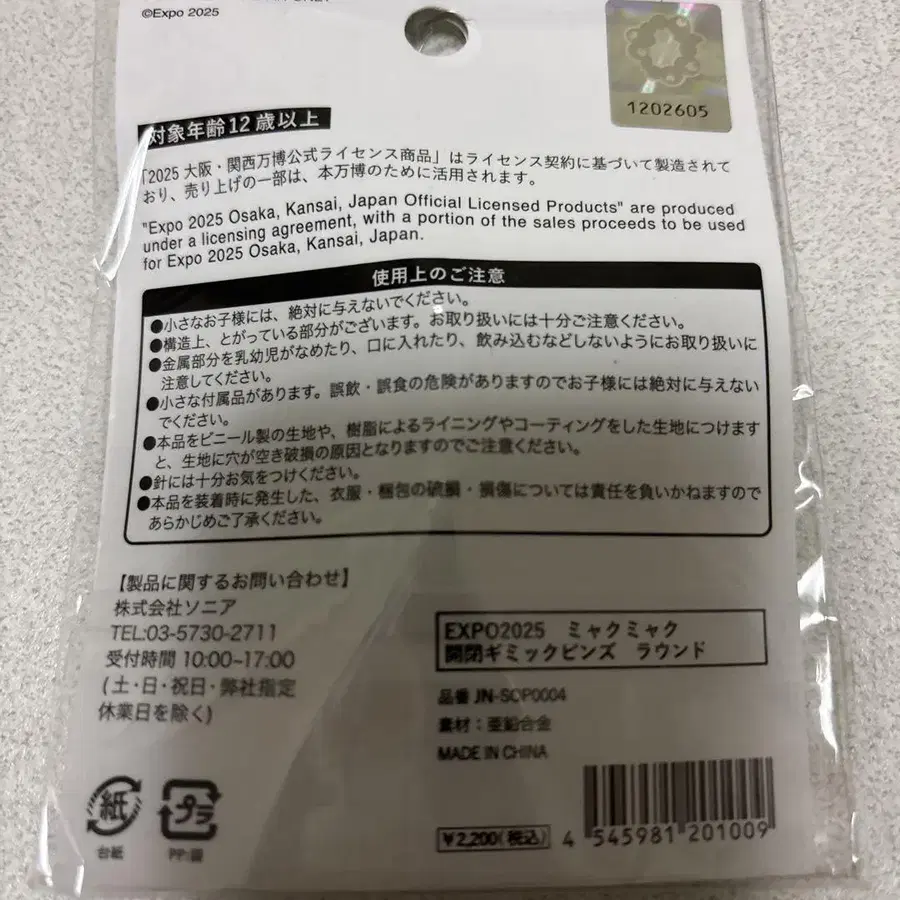 ©Expo 2025
1202605
対象年齢12歳以上
「2025 大阪・関西万博公式ライセンス商品」はライセンス契約に基づいて製造されて
おり、売り上げの一部は、本万博のために活用されます。
"Expo 2025 Osaka, Kansai, Japan Official Licensed Products" are produced
under a licensing agreement, with a portion of the sales proceeds to be used
for Expo 2025 Osaka, Kansai, Japan.
使用上のご注意
●小さなお子様には、絶対に与えないでください。
●構造上、とがっている部分がございます。お取り扱いには十分ご注意ください。
●金属部分を乳幼児がなめたり、口に入れたり、飲み込むなどしないようにお取り扱いに
注意してください。
●小さな付属品があります。誤飲・誤食の危険がありますのでお子様には絶対に与えない
でください。
●本品をビニール製の生地や、樹脂によるライニングやコーティングをした生地につけます
と、生地に穴が空き破損の原因となりますのでご注意ください。
●針には十分お気をつけください。
●本品を装着時に発生した、衣服・梱包の破損・損傷については責任を負いかねますので
あらかじめご了承ください。
【製品に関するお問い合わせ】
株式会社ソニア
TEL:03-5730-2711
受付時間 10:00~17:00
(土・日・祝日・弊社指定
休業日を除く)
EXPO2025 ミャクミャク
開閉ギミックピンズ ラウンド
品番 JN-SOP0004
素材：亜鉛合金
MADE IN CHINA
紙
台紙
プラ
PP:袋
¥2,200(税込)
4 545981 201009